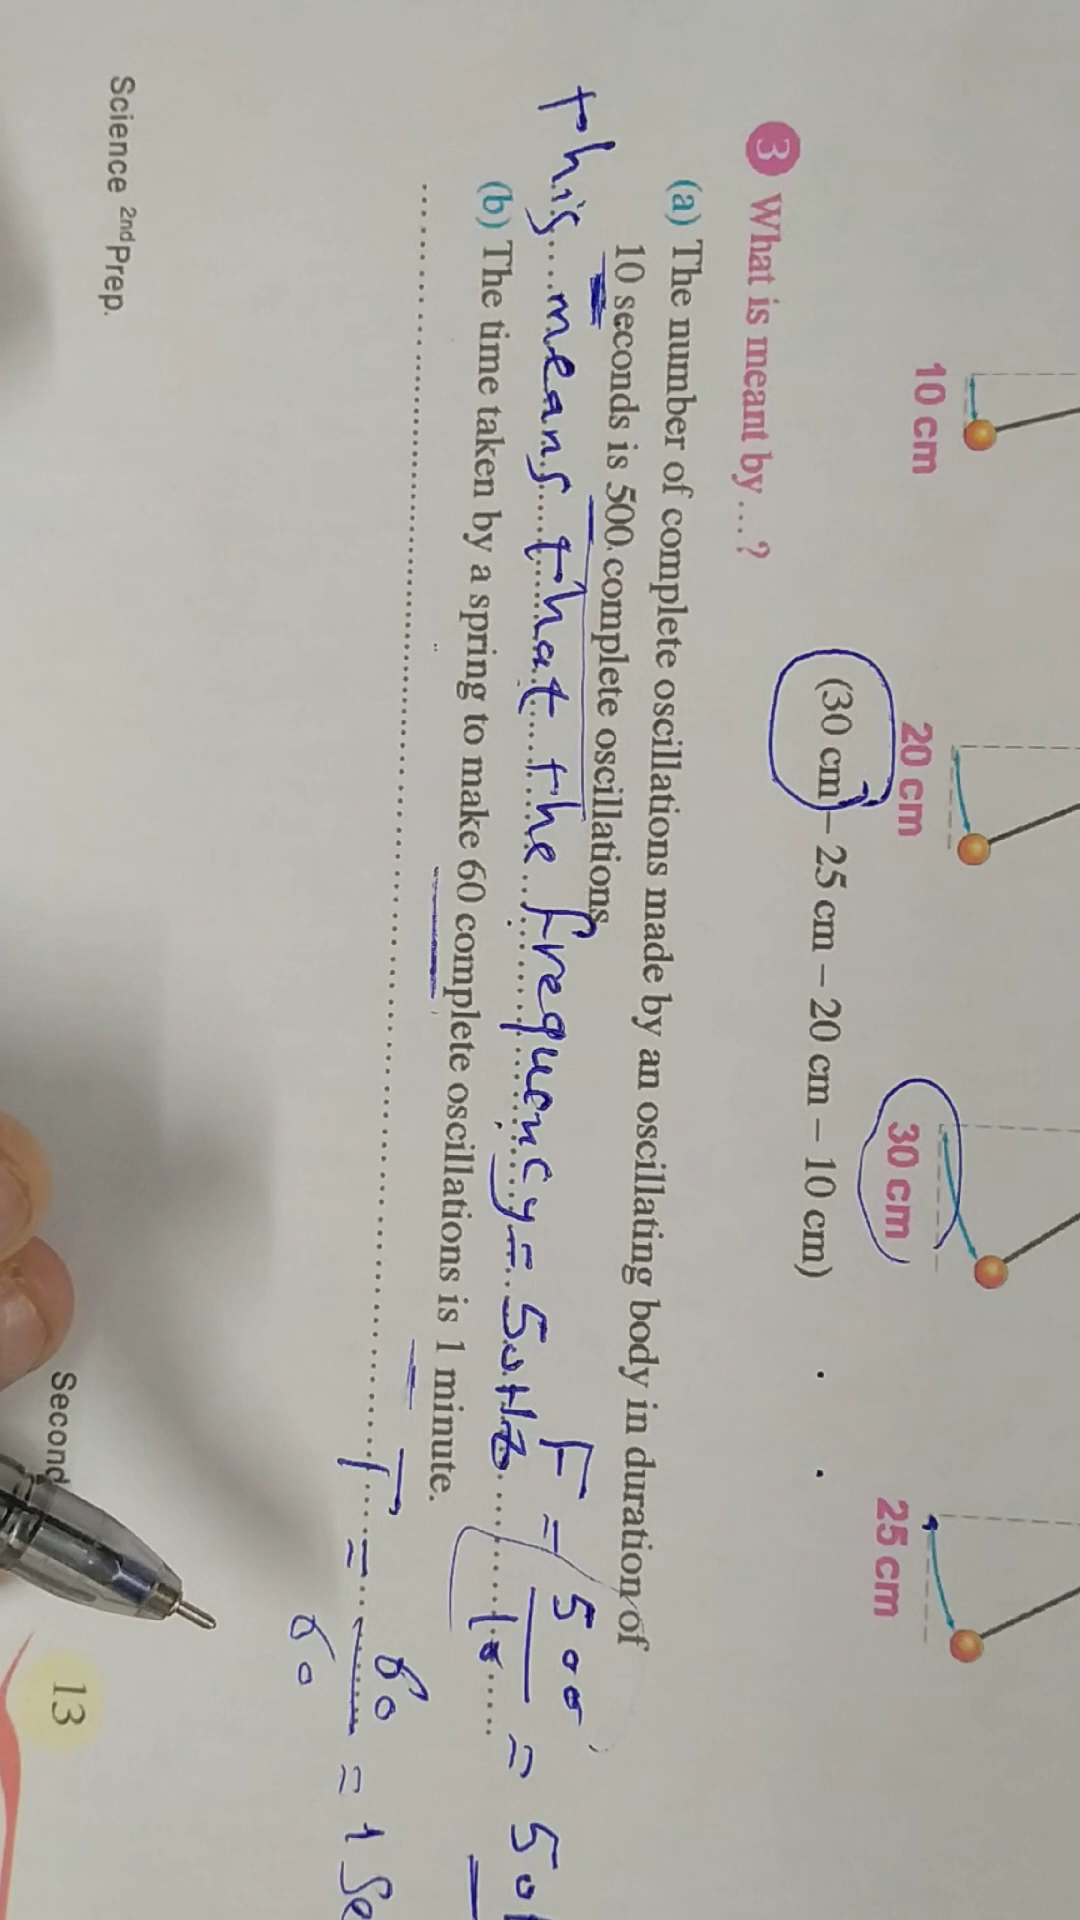 10 cm 20 cm 30 cm 25 cm
(30 cm – 25 cm – 20 cm – 10 cm)
3 What is meant by ... ?
(a) The number of complete oscillations made by an oscillating body in duration of
10 seconds is 500 complete oscillations.
F = 500 / 10 = 50
this means that the frequency = 50 Hz
(b) The time taken by a spring to make 60 complete oscillations is 1 minute.
T = 60 / 60 = 1 Se
Science 2nd Prep. Second 13